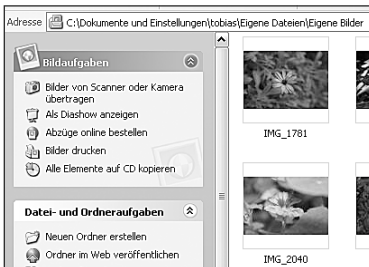 Adresse C:\Dokumente und Einstellungen\tobias\Eigene Dateien\Eigene Bilder
Bildaufgaben
Bilder von Scanner oder Kamera
übertragen
Als Diashow anzeigen
Abzüge online bestellen
Bilder drucken
Alle Elemente auf CD kopieren
Datei- und Ordneraufgaben
Neuen Ordner erstellen
Ordner im Web veröffentlichen
IMG_1781
IMG_2040